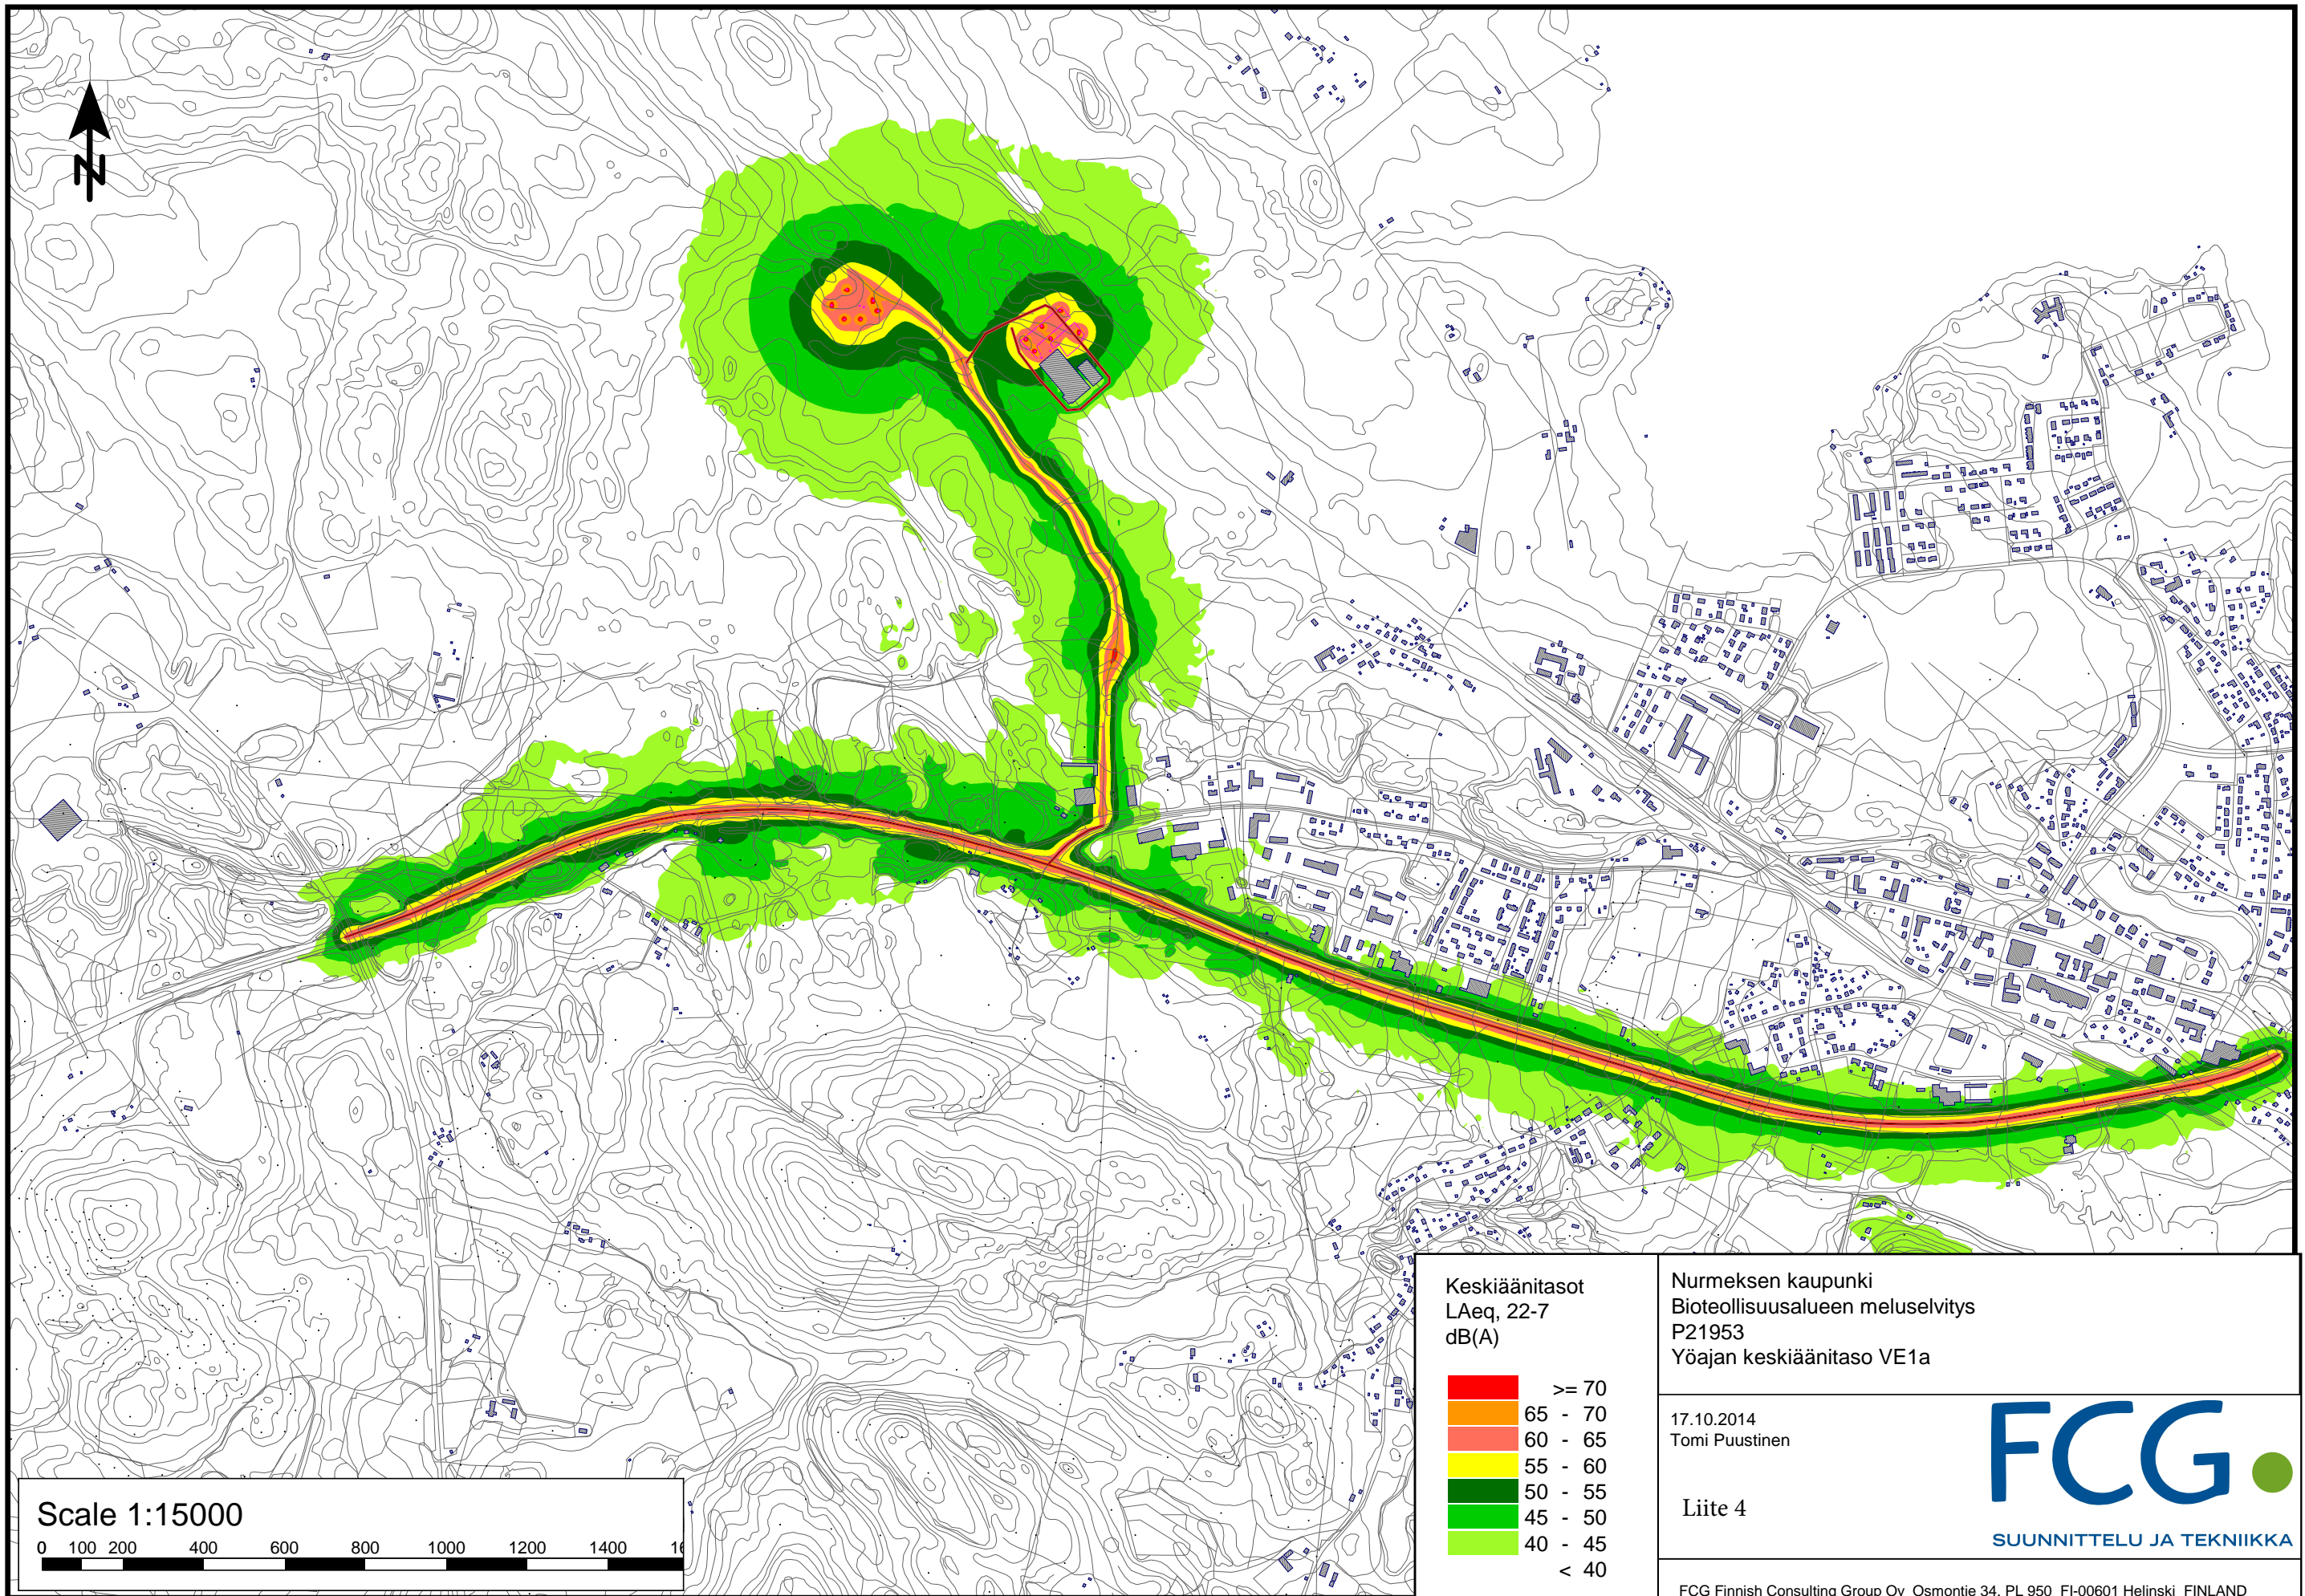 N
Scale 1:15000
0 100 200 400 600 800 1000 1200 1400
Keskiäänitasot
LAeq, 22-7
dB(A)
>= 70
65 - 70
60 - 65
55 - 60
50 - 55
45 - 50
40 - 45
< 40
Nurmeksen kaupunki
Bioteollisuusalueen meluselvitys
P21953
Yöajan keskiäänitaso VE1a
17.10.2014
Tomi Puustinen
Liite 4
FCG
SUUNNITTELU JA TEKNIIKKA
FCG Finnish Consulting Group Oy Osmontie 34, PL 950 FI-00601 Helinski FINLAND